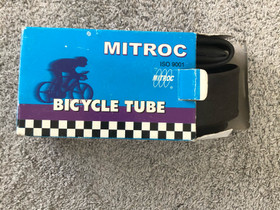 MITROC
ISO 9001
MITROC
BICYCLE TUBE